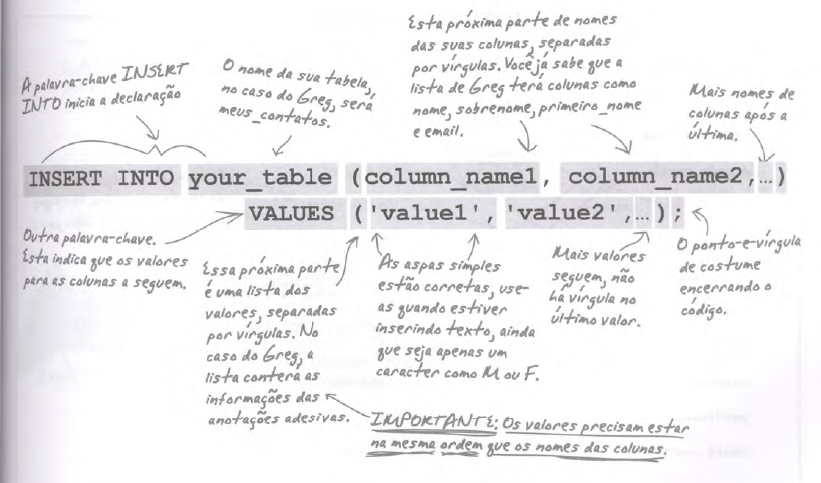 A palavra-chave INSERT
INTO inicia a declaração
O nome da sua tabela,
no caso do Greg, será
meus_contatos.
Esta próxima parte de nomes
das suas colunas, separadas
por vírgulas. Você já sabe que a
lista de Greg terá colunas como
nome, sobrenome, primeiro_nome
e email.
Mais nomes de
colunas após a
última.
INSERT INTO your_table (column_name1, column_name2,…)
VALUES ('value1', 'value2',…);
Outra palavra-chave.
Esta indica que os valores
para as colunas a seguem.
Essa próxima parte
é uma lista dos
valores, separadas
por vírgulas. No
caso do Greg, a
lista conterá as
informações das
anotações adesivas.
As aspas simples
estão corretas, use-
as quando estiver
inserindo texto, ainda
que seja apenas um
caracter como M ou F.
Mais valores
seguem, não
há vírgula no
último valor.
O ponto-e-vírgula
de costume
encerrando o
código.
IMPORTANTE: Os valores precisam estar
na mesma ordem que os nomes das colunas.